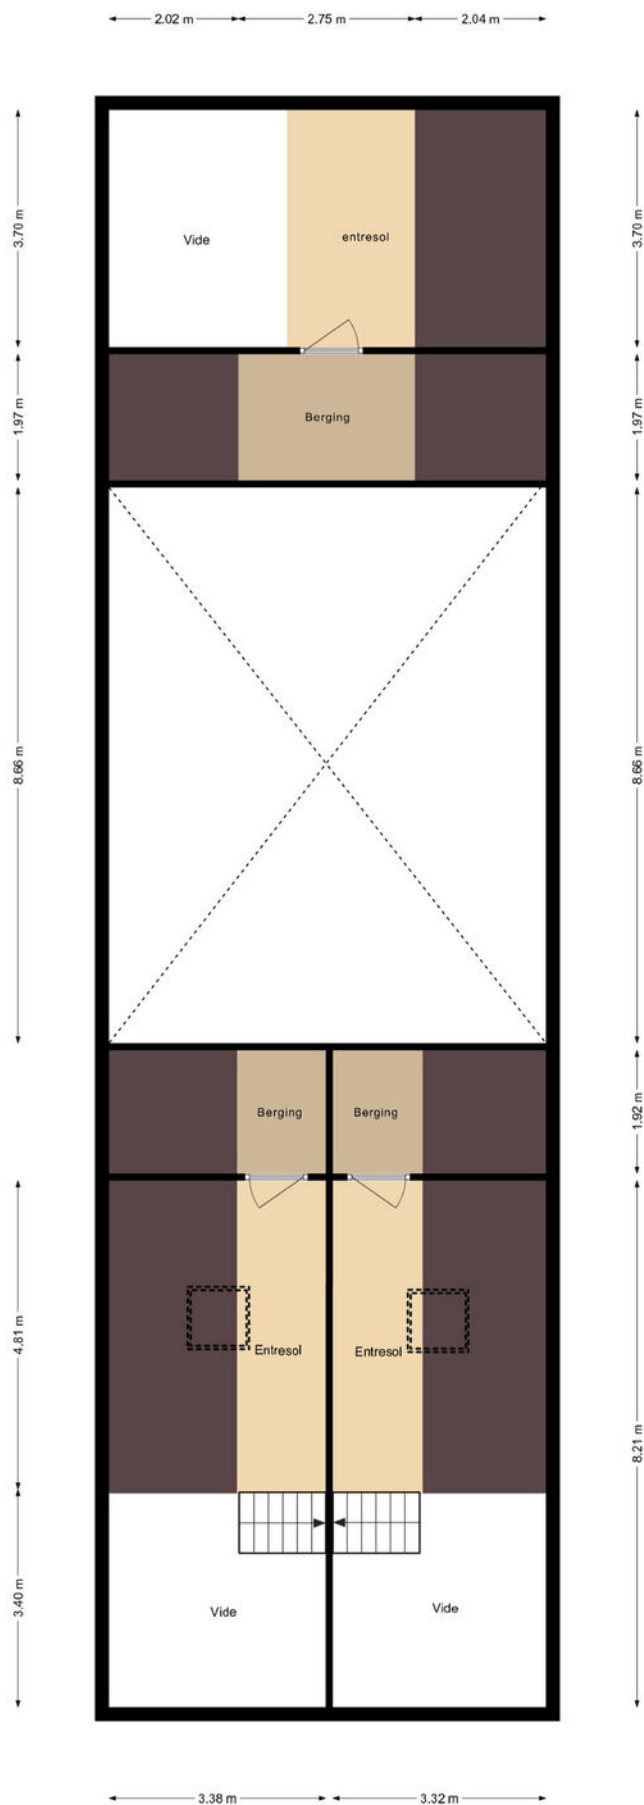 2.02 m
2.75 m
2.04 m
3.70 m
3.70 m
Vide
entresol
1.97 m
Berging
1.97 m
8.66 m
8.66 m
Berging
Berging
1.92 m
4.81 m
Entresol
Entresol
8.21 m
3.40 m
Vide
Vide
3.38 m
3.32 m